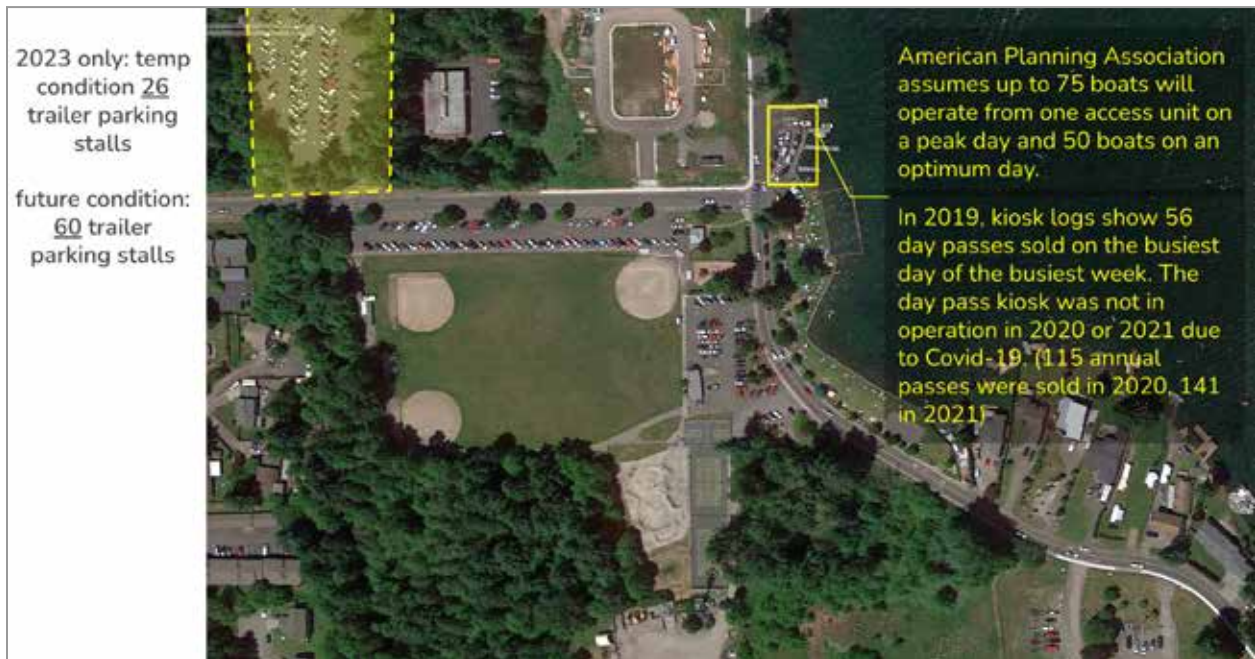 2023 only: temp
condition 26
trailer parking
stalls
future condition:
60 trailer
parking stalls
American Planning Association
assumes up to 75 boats will
operate from one access unit on
a peak day and 50 boats on an
optimum day.
In 2019, kiosk logs show 56
day passes sold on the busiest
day of the busiest week. The
day pass kiosk was not in
operation in 2020 or 2021 due
to Covid-19. (115 annual
passes were sold in 2020, 141
in 2021)